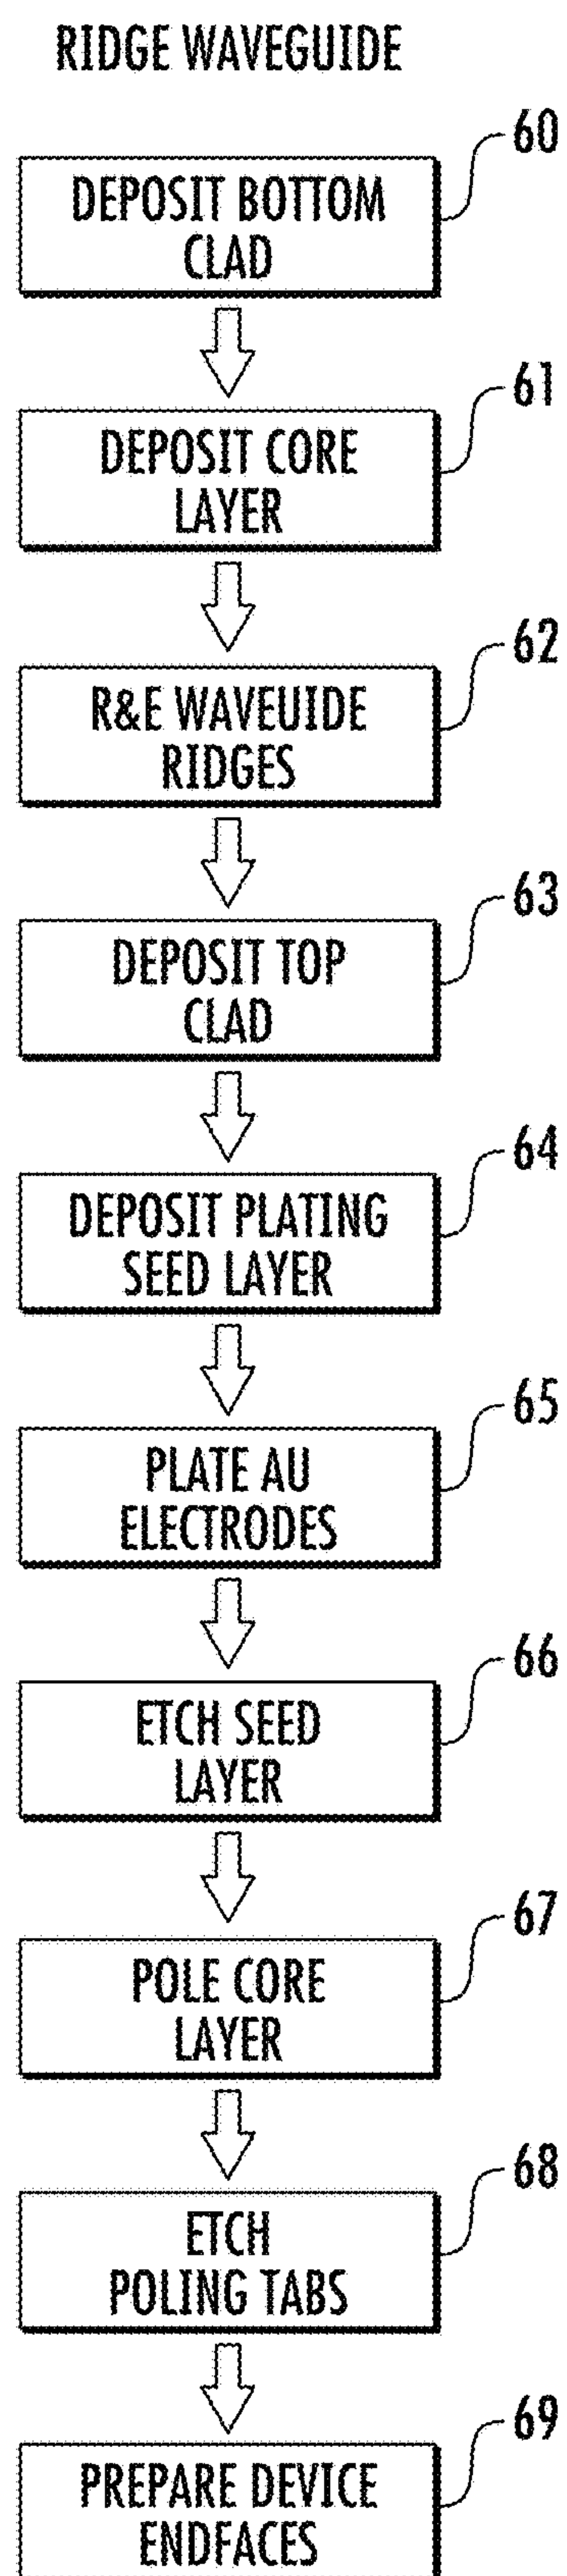 RIDGE WAVEGUIDE
60
DEPOSIT BOTTOM
CLAD
61
DEPOSIT CORE
LAYER
62
R&E WAVEUIDE
RIDGES
63
DEPOSIT TOP
CLAD
64
DEPOSIT PLATING
SEED LAYER
65
PLATE AU
ELECTRODES
66
ETCH SEED
LAYER
67
POLE CORE
LAYER
68
ETCH
POLING TABS
69
PREPARE DEVICE
ENDFACES